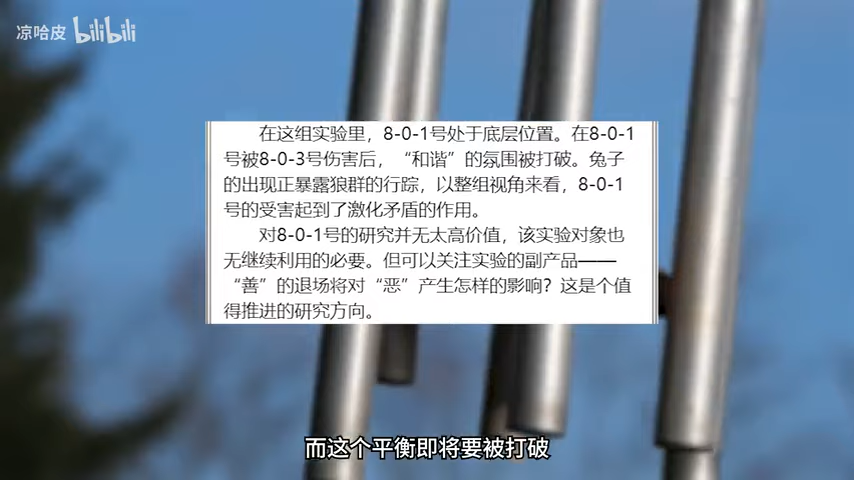 凉哈皮 bilibili
在这组实验里，8-0-1号处于底层位置。在8-0-1
号被8-0-3号伤害后，“和谐”的氛围被打破。兔子
的出现正暴露狼群的行踪，以整组视角来看，8-0-1
号的受害起到了激化矛盾的作用。
对8-0-1号的研究并无太高价值，该实验对象也
无继续利用的必要。但可以关注实验的副产品——
“善”的退场将对“恶”产生怎样的影响？这是个值
得推进的研究方向。
而这个平衡即将要被打破